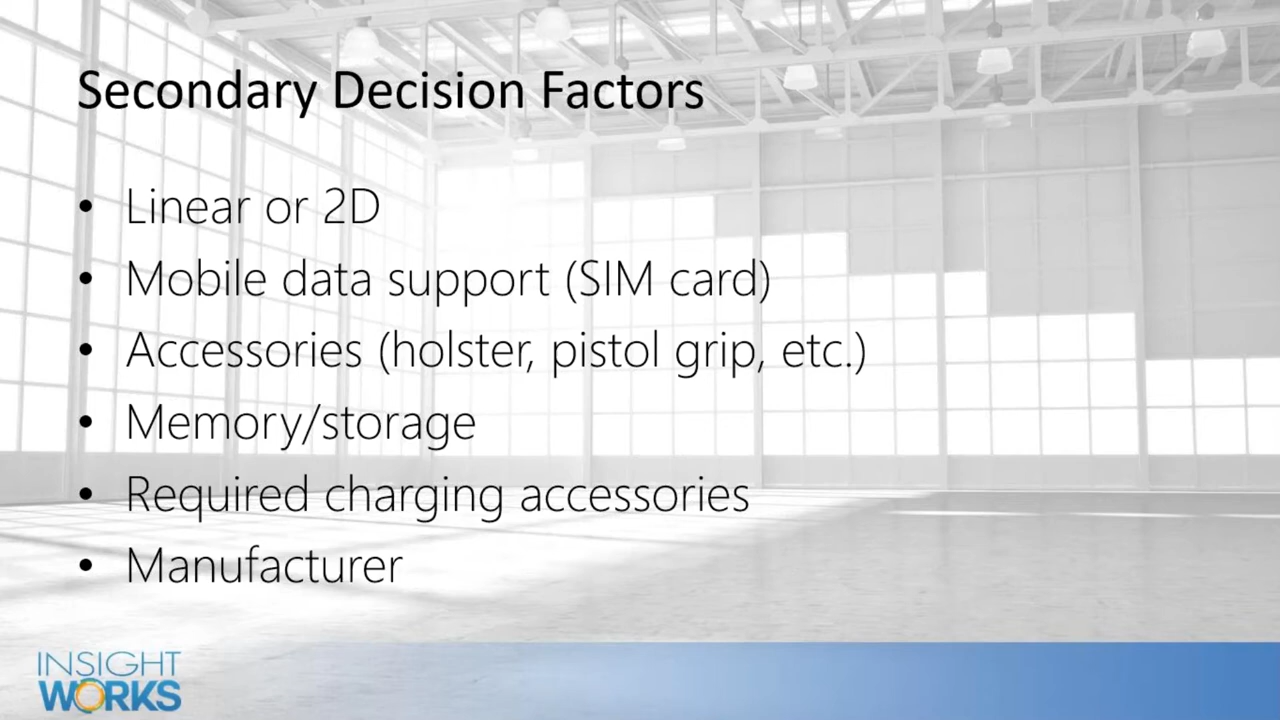 Secondary Decision Factors
• Linear or 2D
• Mobile data support (SIM card)
• Accessories (holster, pistol grip, etc.)
• Memory/storage
• Required charging accessories
• Manufacturer
INSIGHT
WORKS